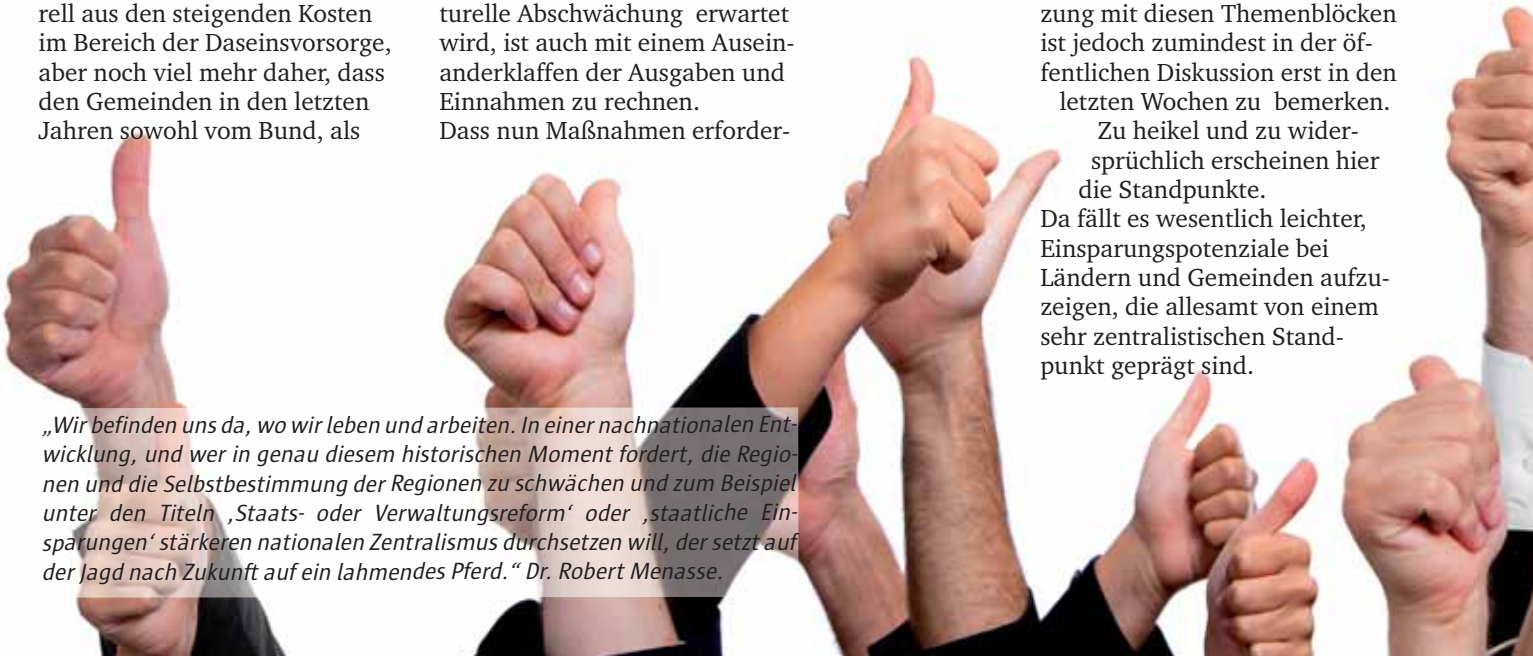 rell aus den steigenden Kosten
im Bereich der Daseinsvorsorge,
aber noch viel mehr daher, dass
den Gemeinden in den letzten
Jahren sowohl vom Bund, als
turelle Abschwächung erwartet
wird, ist auch mit einem Ausein-
anderklaffen der Ausgaben und
Einnahmen zu rechnen.
Dass nun Maßnahmen erforder-
zung mit diesen Themenblöcken
ist jedoch zumindest in der öf-
fentlichen Diskussion erst in den
letzten Wochen zu bemerken.
Zu heikel und zu wider-
sprüchlich erscheinen hier
die Standpunkte.
Da fällt es wesentlich leichter,
Einsparungspotenziale bei
Ländern und Gemeinden aufzu-
zeigen, die allesamt von einem
sehr zentralistischen Stand-
punkt geprägt sind.
„Wir befinden uns da, wo wir leben und arbeiten. In einer nachnationalen Ent-
wicklung, und wer in genau diesem historischen Moment fordert, die Regio-
nen und die Selbstbestimmung der Regionen zu schwächen und zum Beispiel
unter den Titeln ‚Staats- oder Verwaltungsreform‘ oder ‚staatliche Ein-
sparungen‘ stärkeren nationalen Zentralismus durchsetzen will, der setzt auf
der Jagd nach Zukunft auf ein lahmendes Pferd.“ Dr. Robert Menasse.